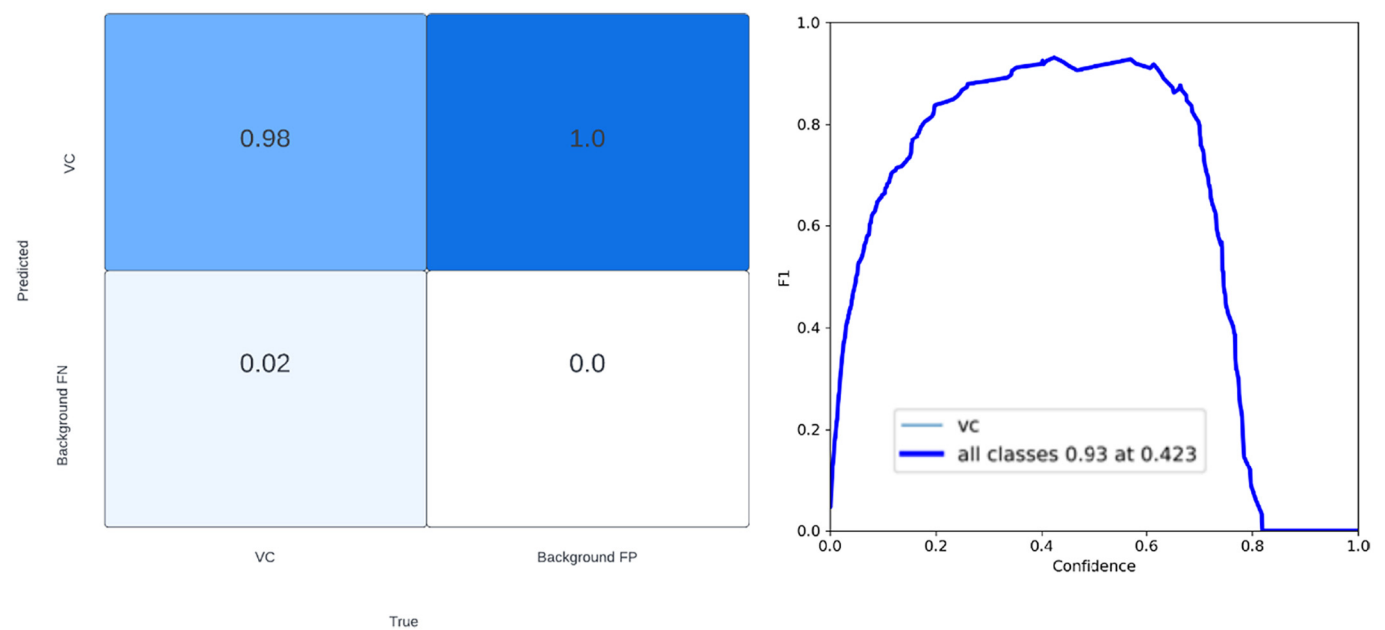 0.98
1.0
0.02
0.0
VC
Background FN
Predicted
VC
Background FP
True
1.0
0.8
0.6
0.4
0.2
0.0
F1
vc
all classes 0.93 at 0.423
0.0
0.2
0.4
0.6
0.8
1.0
Confidence